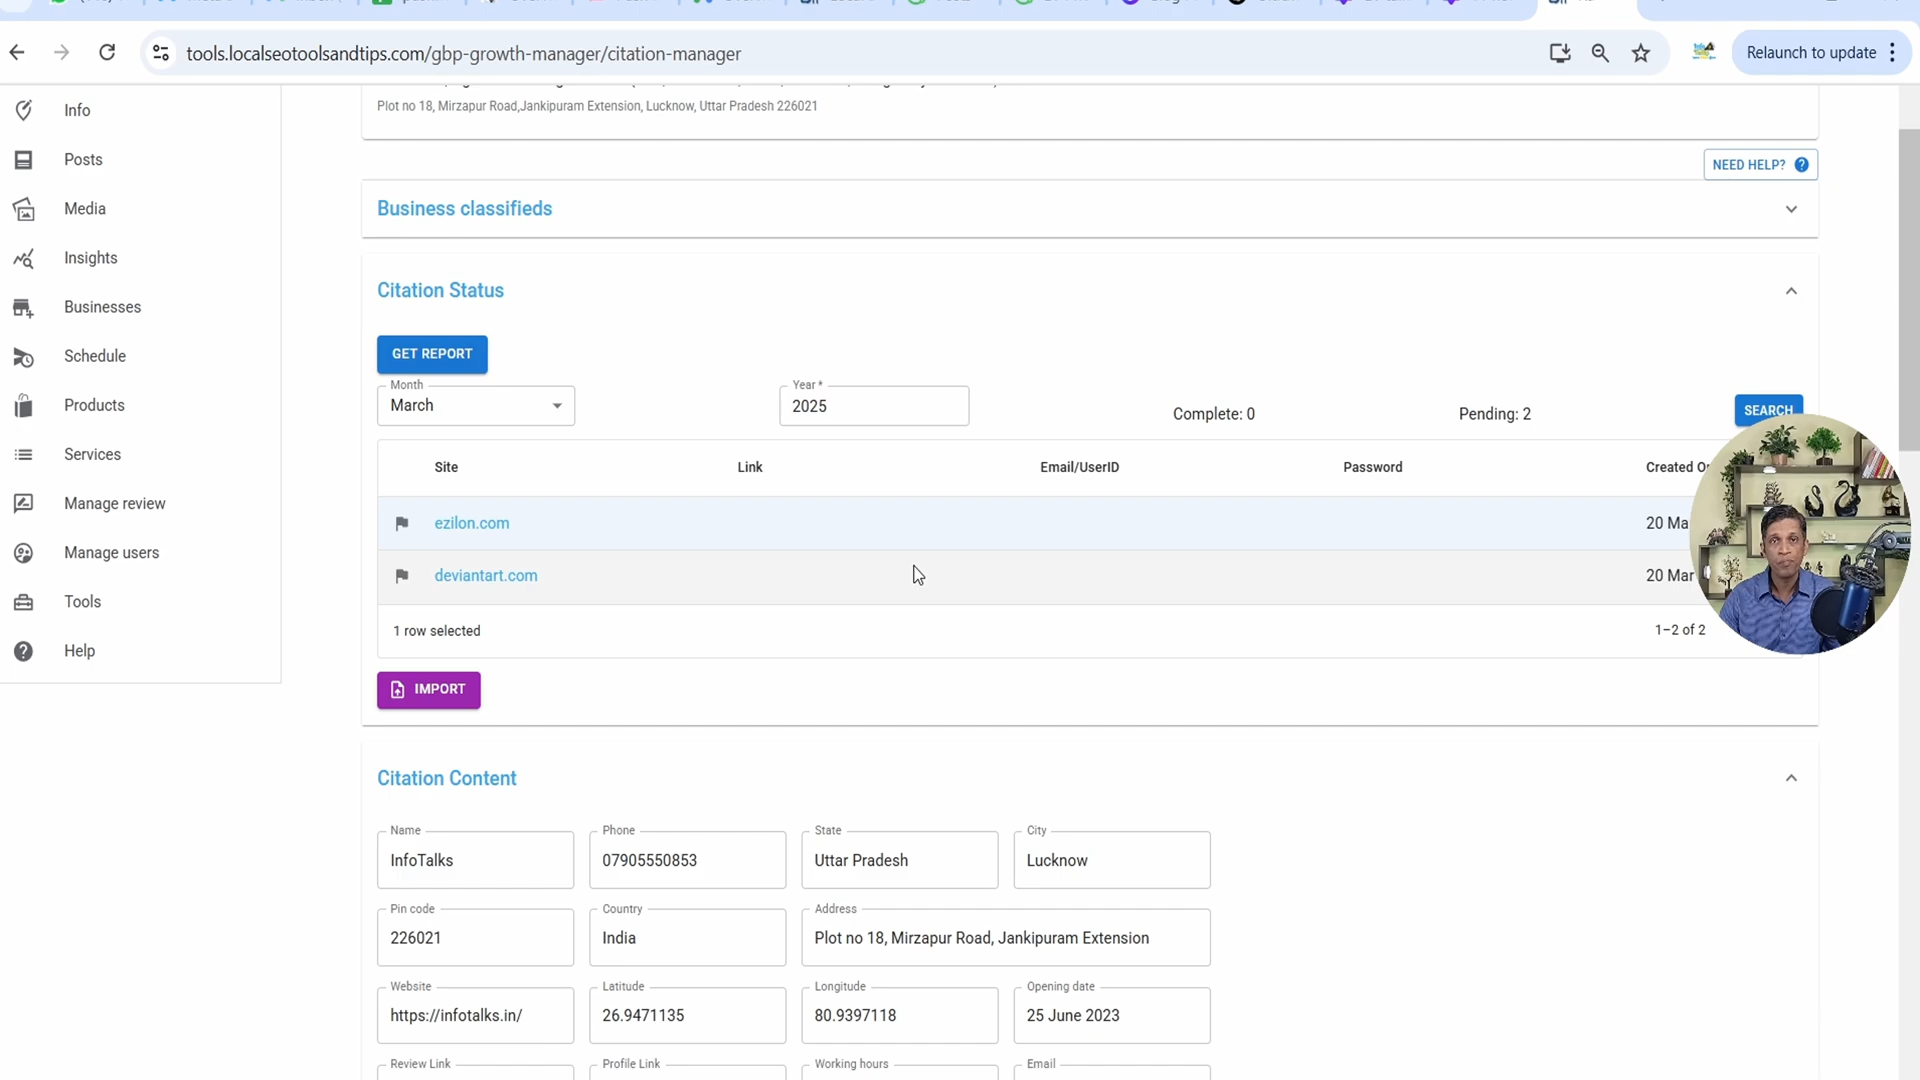 tools.localseotoolsandtips.com/gbp-growth-manager/citation-manager
Relaunch to update
Info
Plot no 18, Mirzapur Road,Jankipuram Extension, Lucknow, Uttar Pradesh 226021
Posts
NEED HELP?
Media
Business classifieds
Insights
Citation Status
Businesses
GET REPORT
Schedule
Month
Year *
Products
March
2025
Complete: 0
Pending: 2
SEARCH
Services
Site
Link
Email/UserID
Password
Created
Manage review
ezilon.com
20
Manage users
deviantart.com
20 Mar
Tools
1 row selected
1–2 of 2
Help
IMPORT
Citation Content
Name
Phone
State
City
InfoTalks
07905550853
Uttar Pradesh
Lucknow
Pin code
Country
Address
226021
India
Plot no 18, Mirzapur Road, Jankipuram Extension
Website
Latitude
Longitude
Opening date
https://infotalks.in/
26.9471135
80.9397118
25 June 2023
Review Link
Profile Link
Working hours
Email